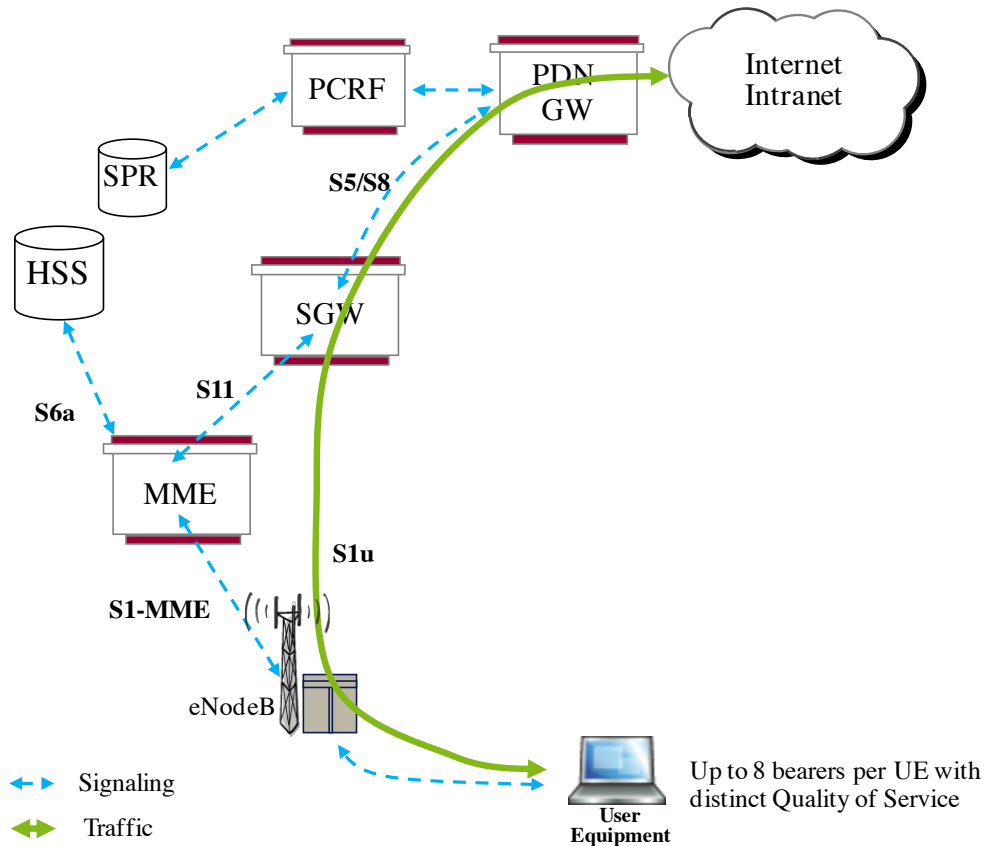 PCRF
PDN
GW
Internet
Intranet
SPR
S5/S8
HSS
SGW
S11
S6a
MME
S1u
S1-MME
eNodeB
Signaling
Traffic
User
Equipment
Up to 8 bearers per UE with
distinct Quality of Service